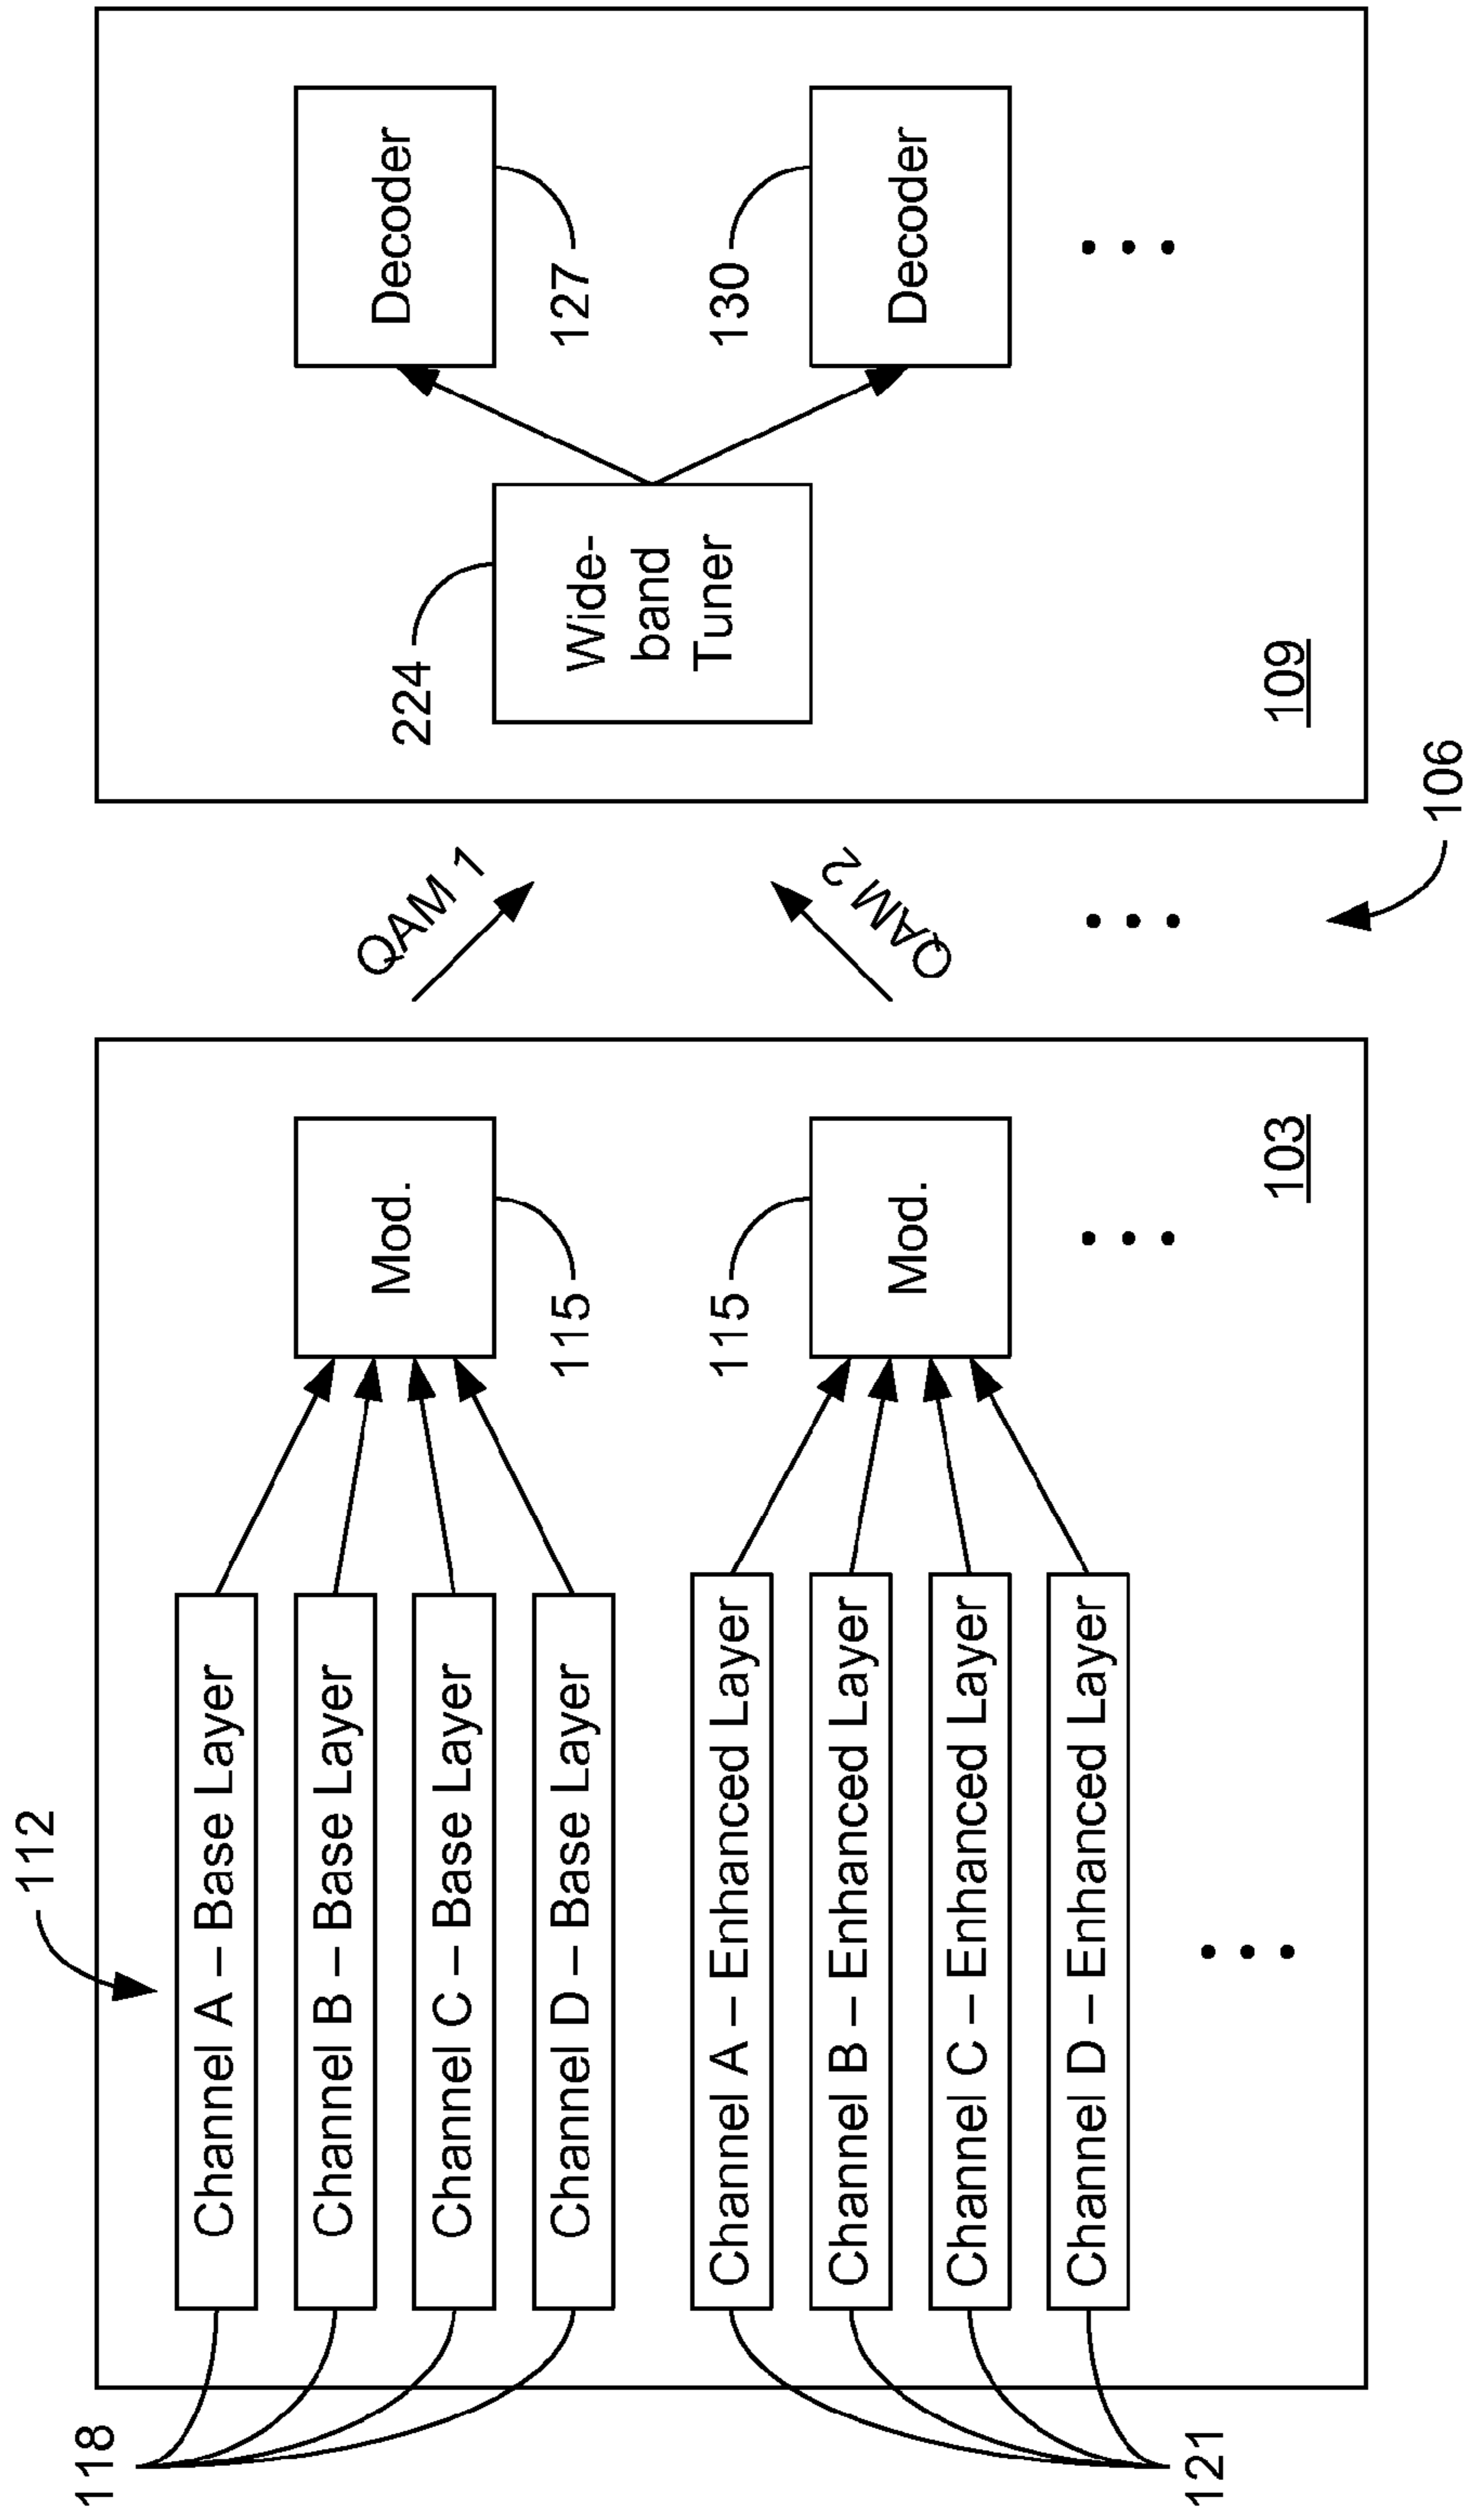 112
118
Channel A – Base Layer
Channel B – Base Layer
Channel C – Base Layer
Channel D – Base Layer
Mod.
115
115
Mod.
Channel A – Enhanced Layer
Channel B – Enhanced Layer
Channel C – Enhanced Layer
Channel D – Enhanced Layer
121
103
QAM 1
QAM 2
106
224
Wide-
band
Tuner
Decoder
127
130
Decoder
109